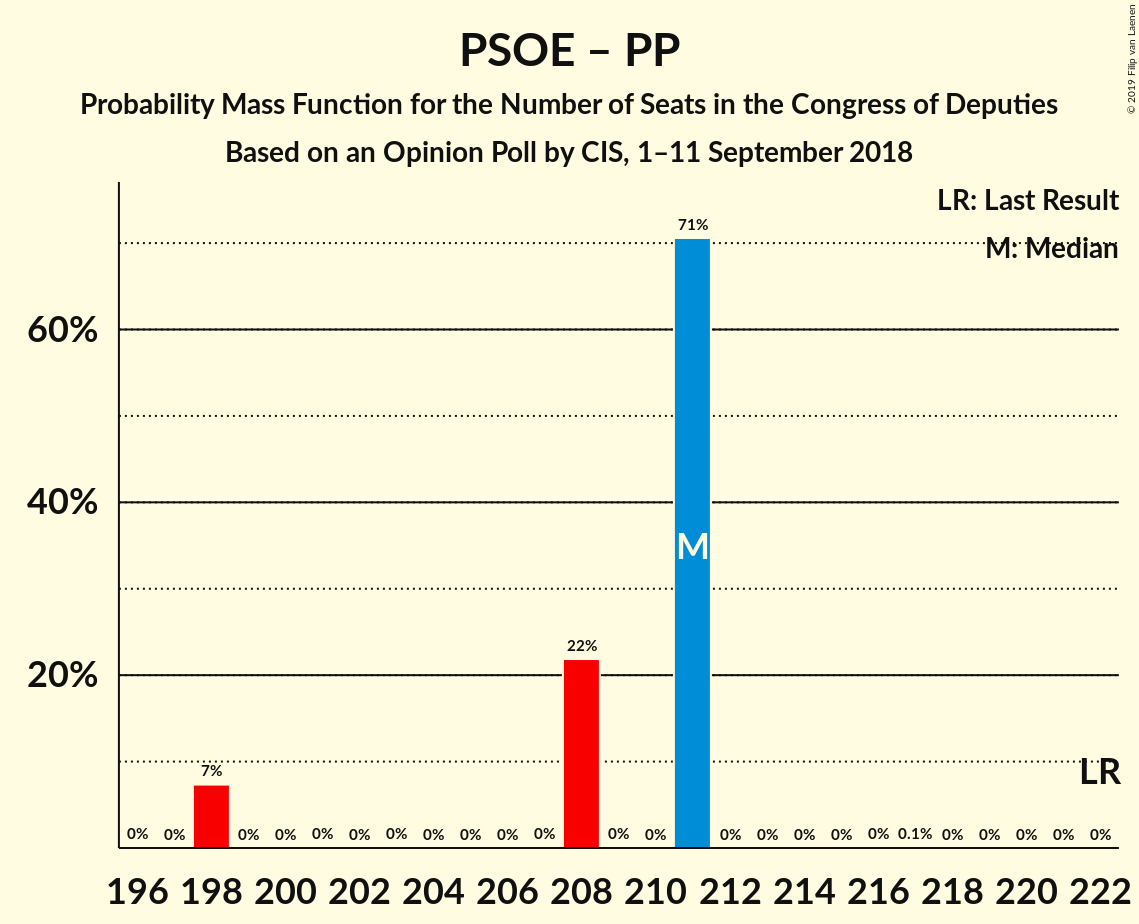 PSOE – PP
Probability Mass Function for the Number of Seats in the Congress of Deputies
Based on an Opinion Poll by CIS, 1–11 September 2018
© 2019 Filip van Laenen
LR: Last Result
M: Median
71%
60%
40%
M
22%
20%
7%
LR
0% 0% 0% 0% 0% 0% 0% 0% 0% 0% 0% 0% 0% 0% 0% 0% 0% 0.1% 0% 0% 0% 0% 0%
196 198 200 202 204 206 208 210 212 214 216 218 220 222